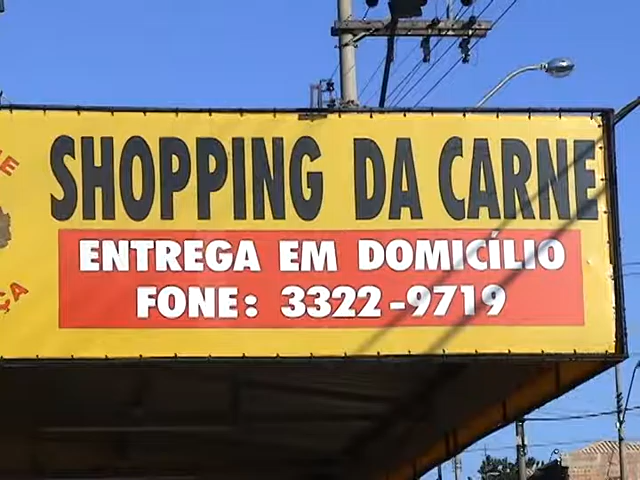 SHOPPING DA CARNE
ENTREGA EM DOMICÍLIO
FONE: 3322-9719